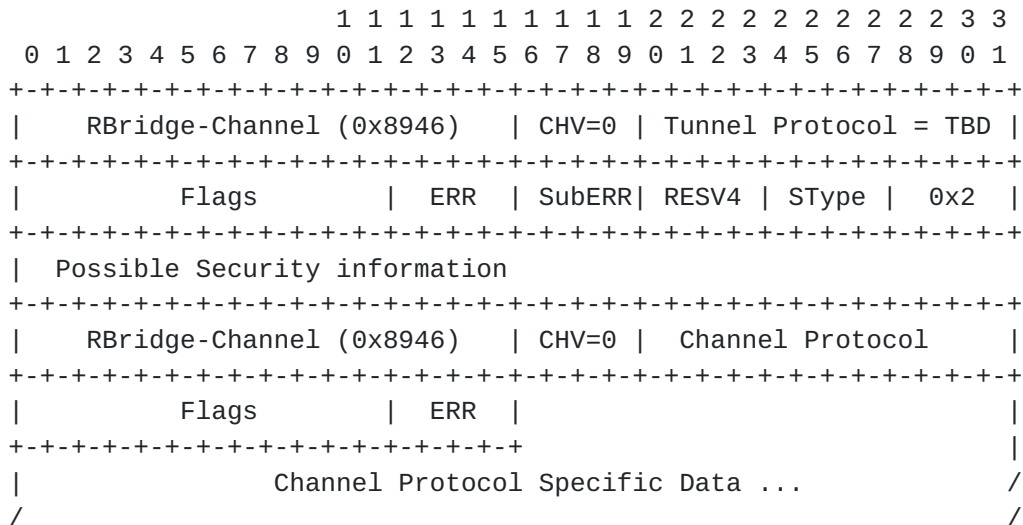 1 1 1 1 1 1 1 1 1 1 2 2 2 2 2 2 2 2 2 2 3 3
 0 1 2 3 4 5 6 7 8 9 0 1 2 3 4 5 6 7 8 9 0 1 2 3 4 5 6 7 8 9 0 1
+-+-+-+-+-+-+-+-+-+-+-+-+-+-+-+-+-+-+-+-+-+-+-+-+-+-+-+-+-+-+-+-+
|    RBridge-Channel (0x8946)   | CHV=0 | Tunnel Protocol = TBD |
+-+-+-+-+-+-+-+-+-+-+-+-+-+-+-+-+-+-+-+-+-+-+-+-+-+-+-+-+-+-+-+-+
|          Flags        |  ERR  | SubERR| RESV4 | SType |  0x2  |
+-+-+-+-+-+-+-+-+-+-+-+-+-+-+-+-+-+-+-+-+-+-+-+-+-+-+-+-+-+-+-+-+
|  Possible Security information
+-+-+-+-+-+-+-+-+-+-+-+-+-+-+-+-+-+-+-+-+-+-+-+-+-+-+-+-+-+-+-+-+
|    RBridge-Channel (0x8946)   | CHV=0 |  Channel Protocol     |
+-+-+-+-+-+-+-+-+-+-+-+-+-+-+-+-+-+-+-+-+-+-+-+-+-+-+-+-+-+-+-+-+
|          Flags        |  ERR  |                               |
+-+-+-+-+-+-+-+-+-+-+-+-+-+-+-+-+                               |
|                Channel Protocol Specific Data ...             /
/                                                               /